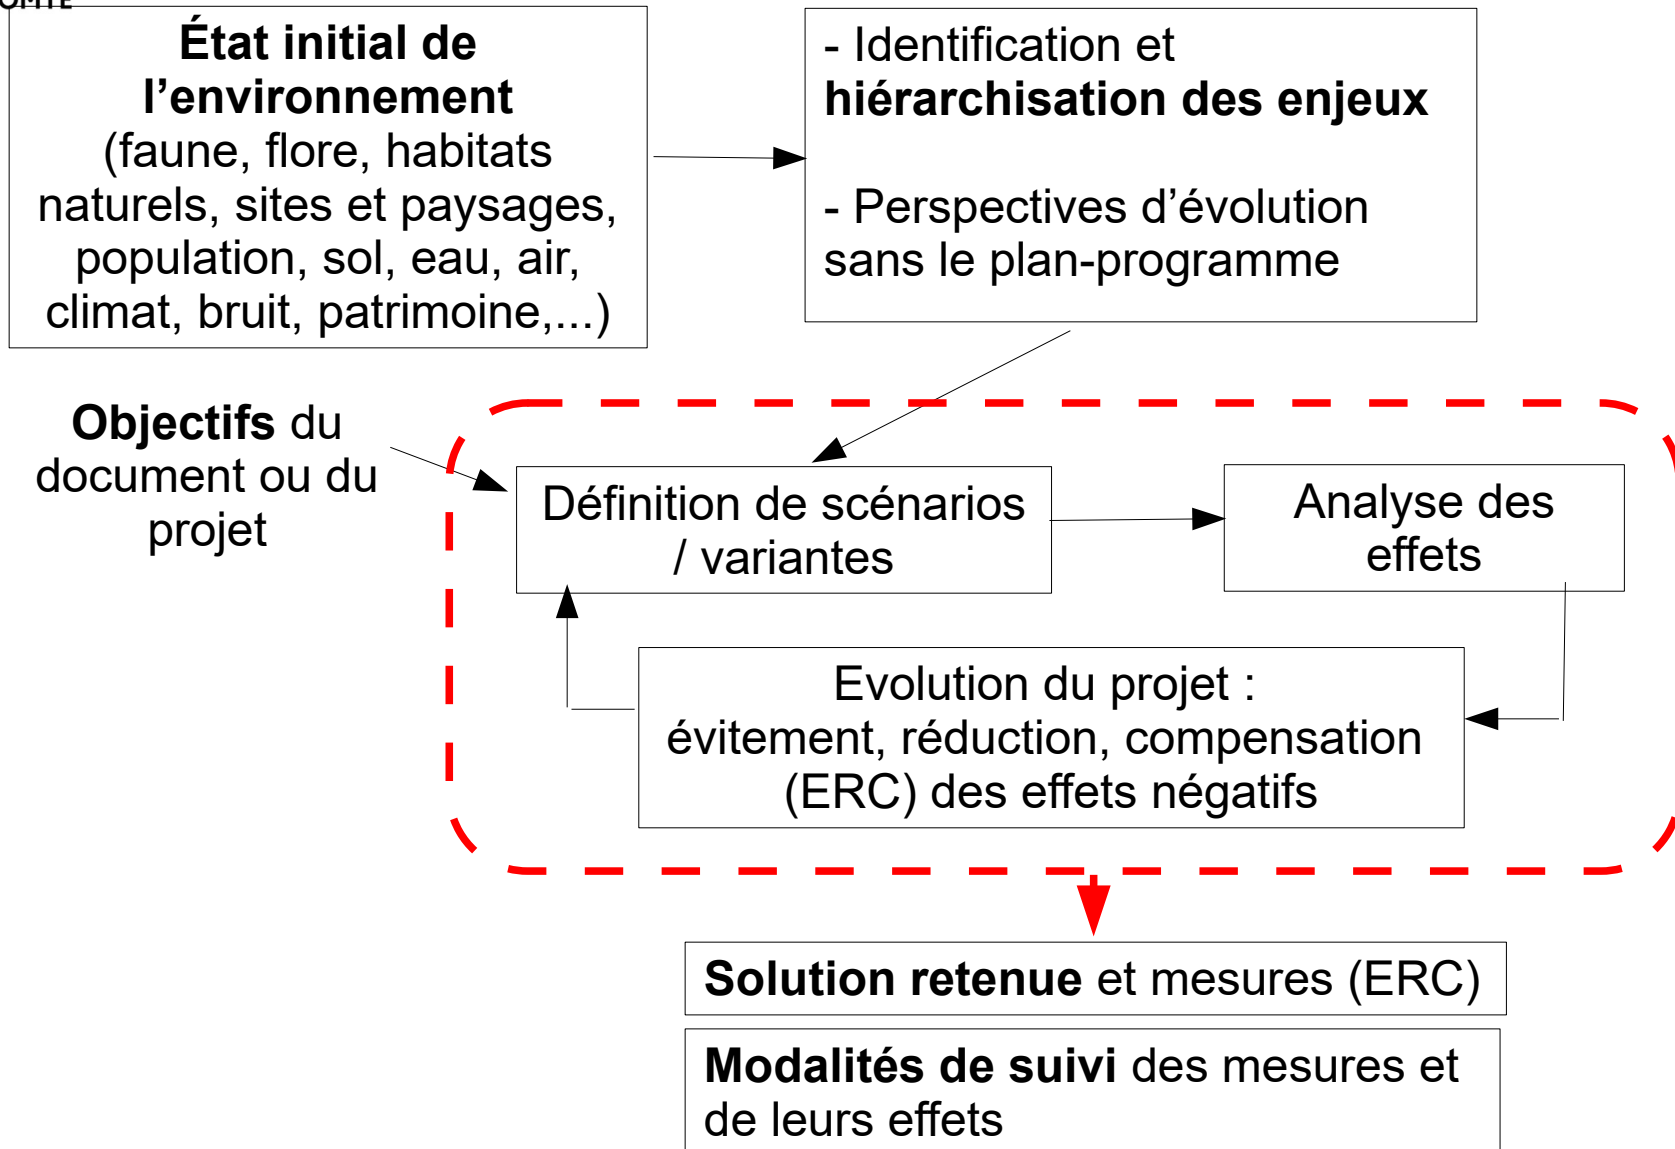 État initial de
l’environnement
(faune, flore, habitats
naturels, sites et paysages,
population, sol, eau, air,
climat, bruit, patrimoine,...)
- Identification et
hiérarchisation des enjeux
- Perspectives d’évolution
sans le plan-programme
Objectifs du
document ou du
projet
Définition de scénarios
/ variantes
Analyse des
effets
Evolution du projet :
évitement, réduction, compensation
(ERC) des effets négatifs
Solution retenue et mesures (ERC)
Modalités de suivi des mesures et
de leurs effets